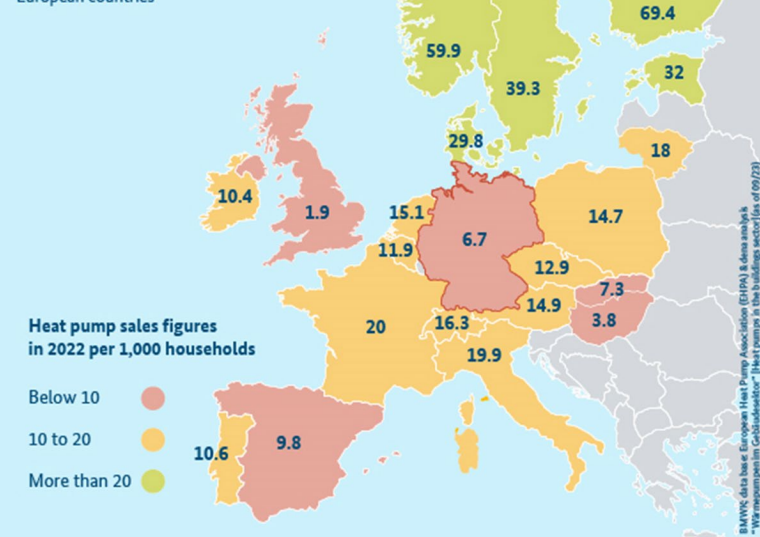 European countries
69.4
59.9
32
39.3
29.8
18
10.4
1.9
15.1
14.7
6.7
11.9
12.9
7.3
14.9
3.8
16.3
20
19.9
Heat pump sales figures
in 2022 per 1,000 households
Below 10
10 to 20
More than 20
10.6
9.8
BMWK; data base: European Heat Pump Association (EHPA) & dena analysis
"Wärmepumpen im Gebäudesektor" [Heat pumps in the buildings sector] (as of 09/23)